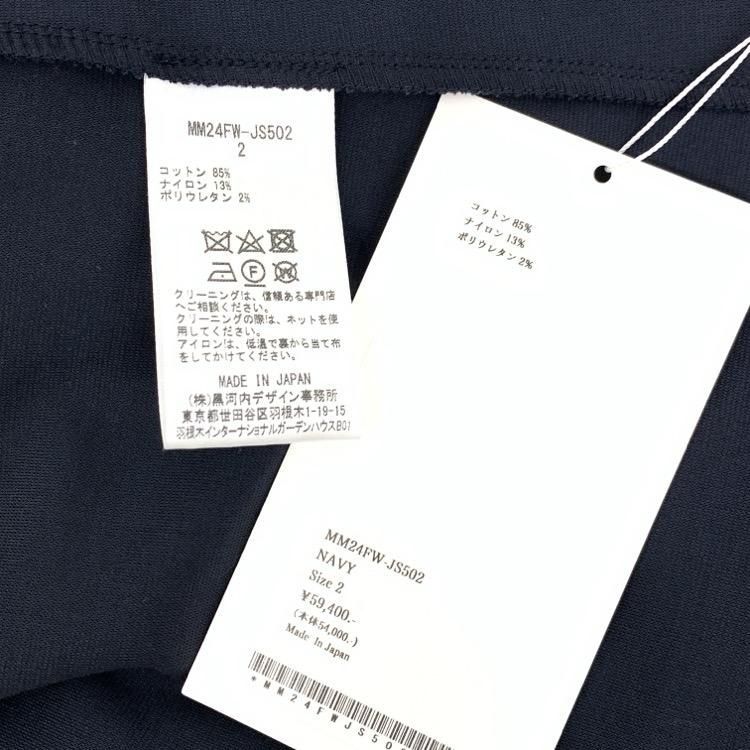 MM24FW-JS502
2
コットン 85%
ナイロン 13%
ポリウレタン 2%
クリーニングは、信頼ある専門店
へご相談ください。
クリーニングの際は、ネットを使
用してください。
アイロンは、低温で裏から当て布
をしてかけてください。
MADE IN JAPAN
(株)黒河内デザイン事務所
東京都世田谷区羽根木1-19-15
羽根木インターナショナルガーデンハウスB01
コットン 85%
ナイロン 13%
ポリウレタン 2%
MM24FW-JS502
NAVY
Size 2
¥59,400.-
(本体54,000.-)
Made In Japan
*MM24FWJS50